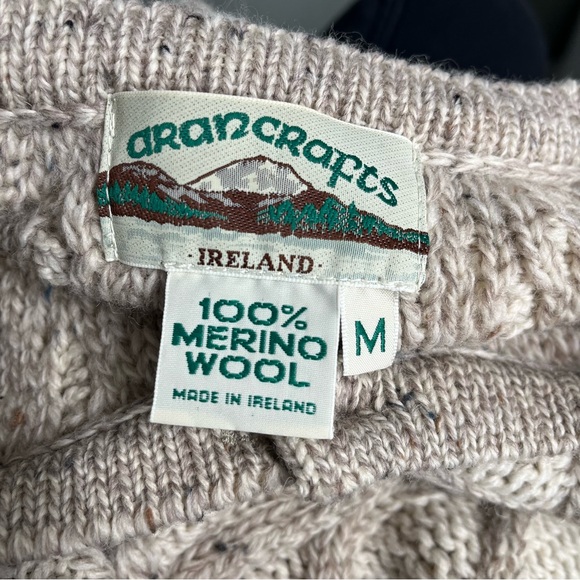 aRancRafts
·IRELAND·
100%
MERINO
WOOL
M
MADE IN IRELAND